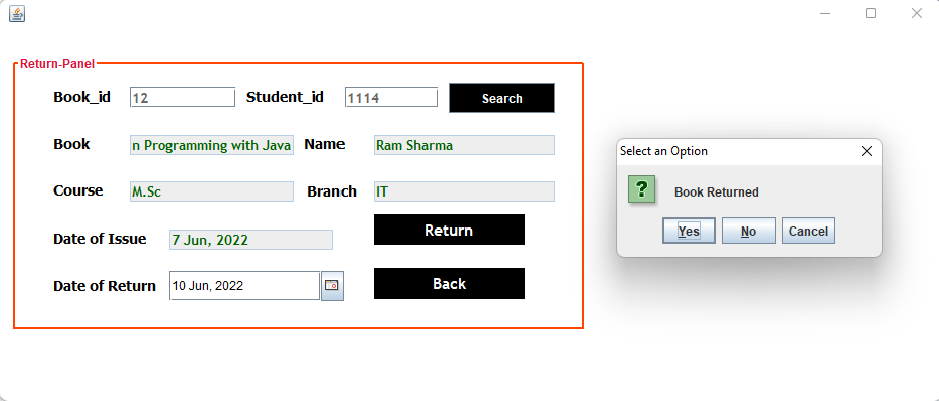 Return-Panel
Book_id 12 Student_id 1114 Search
Book n Programming with Java Name Ram Sharma
Course M.Sc Branch IT
Date of Issue 7 Jun, 2022 Return
Date of Return 10 Jun, 2022 Back
Select an Option
? Book Returned
Yes No Cancel